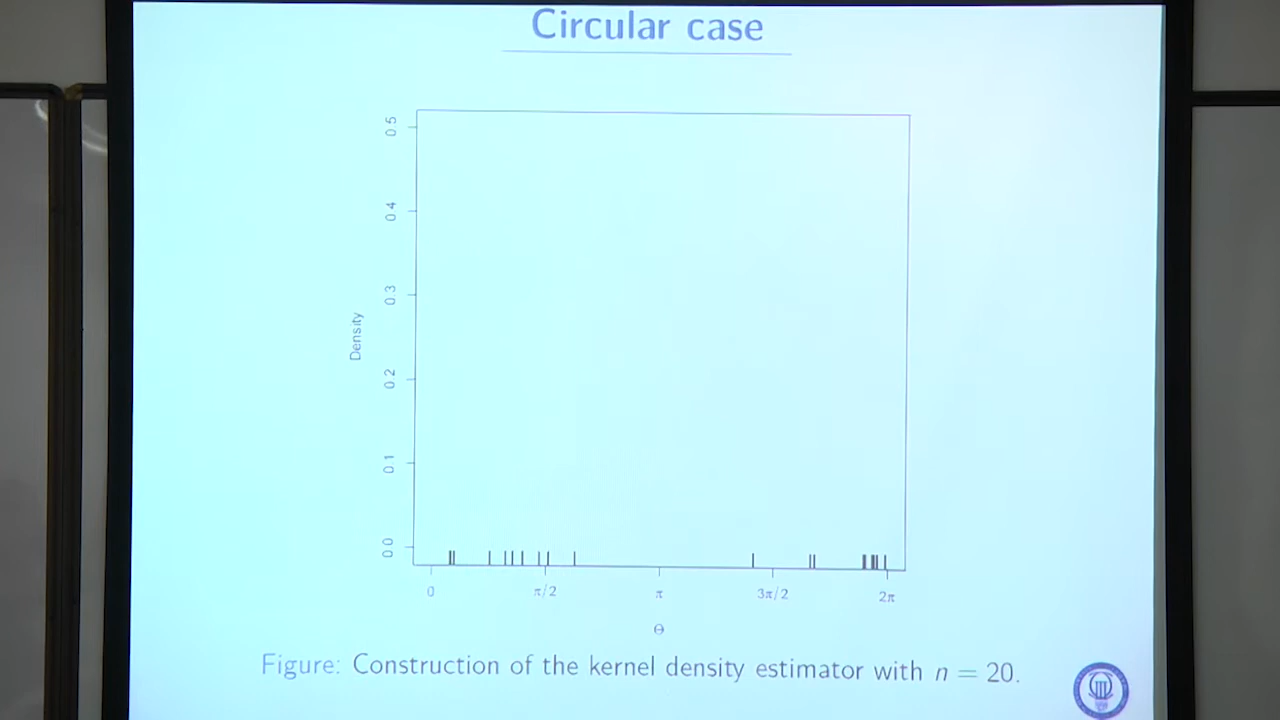 Circular case
0.5
0.4
0.3
0.2
0.1
0.0
Density
0 π/2 π 3π/2 2π
Θ
Figure: Construction of the kernel density estimator with n = 20.